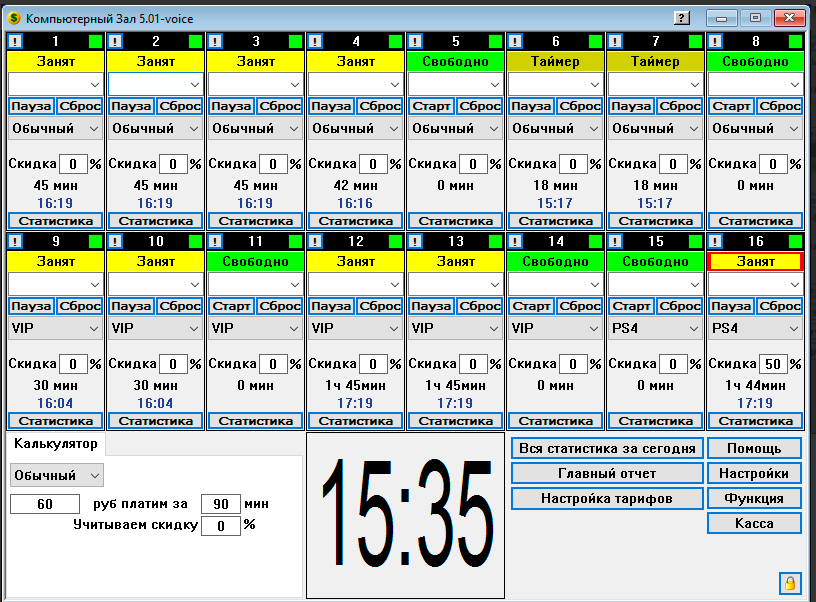 Компьютерный Зал 5.01-voice ?
! 1 ! 2 ! 3 ! 4 ! 5 ! 6 ! 7 ! 8
Занят Занят Занят Занят Свободно Таймер Таймер Свободно
Пауза Сброс Пауза Сброс Пауза Сброс Пауза Сброс Старт Сброс Пауза Сброс Пауза Сброс Старт Сброс
Обычный Обычный Обычный Обычный Обычный Обычный Обычный Обычный
Скидка 0 % Скидка 0 % Скидка 0 % Скидка 0 % Скидка 0 % Скидка 0 % Скидка 0 % Скидка 0 %
45 мин 45 мин 45 мин 42 мин 0 мин 18 мин 18 мин 0 мин
16:19 16:19 16:19 16:16 15:17 15:17
Статистика Статистика Статистика Статистика Статистика Статистика Статистика Статистика
! 9 ! 10 ! 11 ! 12 ! 13 ! 14 ! 15 ! 16
Занят Занят Свободно Занят Занят Свободно Свободно Занят
Пауза Сброс Пауза Сброс Старт Сброс Пауза Сброс Пауза Сброс Старт Сброс Старт Сброс Пауза Сброс
VIP VIP VIP VIP VIP VIP PS4 PS4
Скидка 0 % Скидка 0 % Скидка 0 % Скидка 0 % Скидка 0 % Скидка 0 % Скидка 0 % Скидка 50 %
30 мин 30 мин 0 мин 1ч 45мин 1ч 45мин 0 мин 0 мин 1ч 44мин
16:04 16:04 17:19 17:19 17:19
Статистика Статистика Статистика Статистика Статистика Статистика Статистика Статистика
Калькулятор
Обычный
60 руб платим за 90 мин
Учитываем скидку 0 %
15:35
Вся статистика за сегодня Помощь
Главный отчет Настройки
Настройка тарифов Функция
Касса